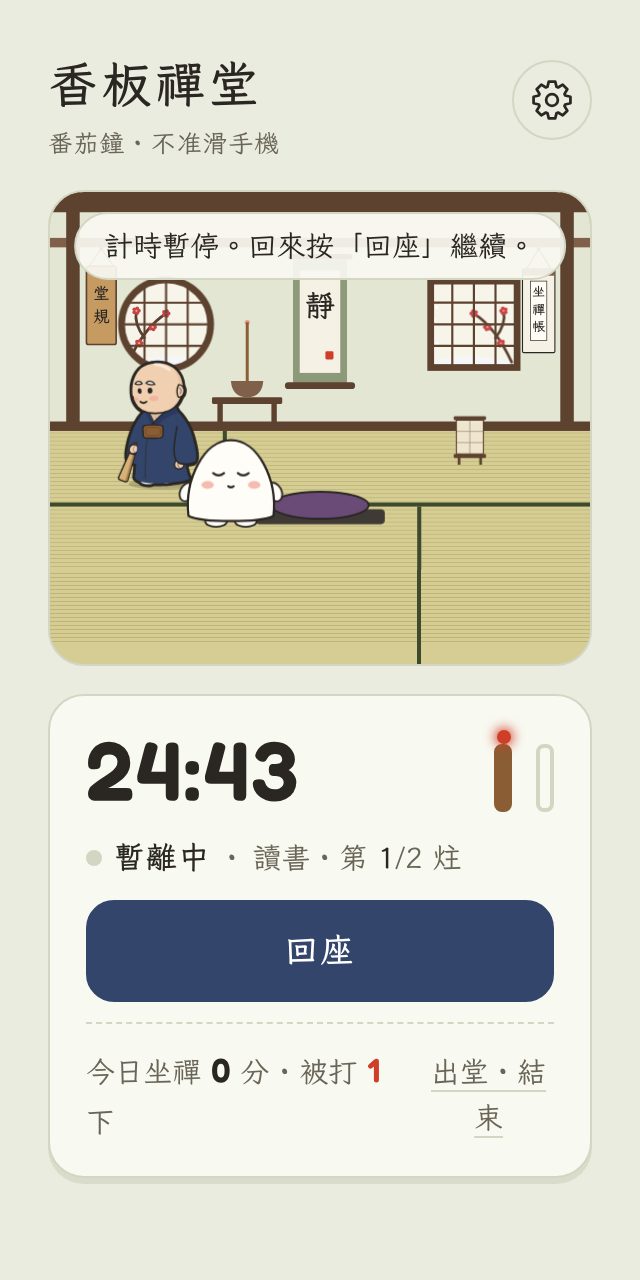 香板禪堂
番茄鐘・不准滑手機
計時暫停。回來按「回座」繼續。
堂規
靜
坐禪帳
24:43
暫離中・讀書・第 1/2 炷
回座
今日坐禪 0 分・被打 1
下
出堂・結
束